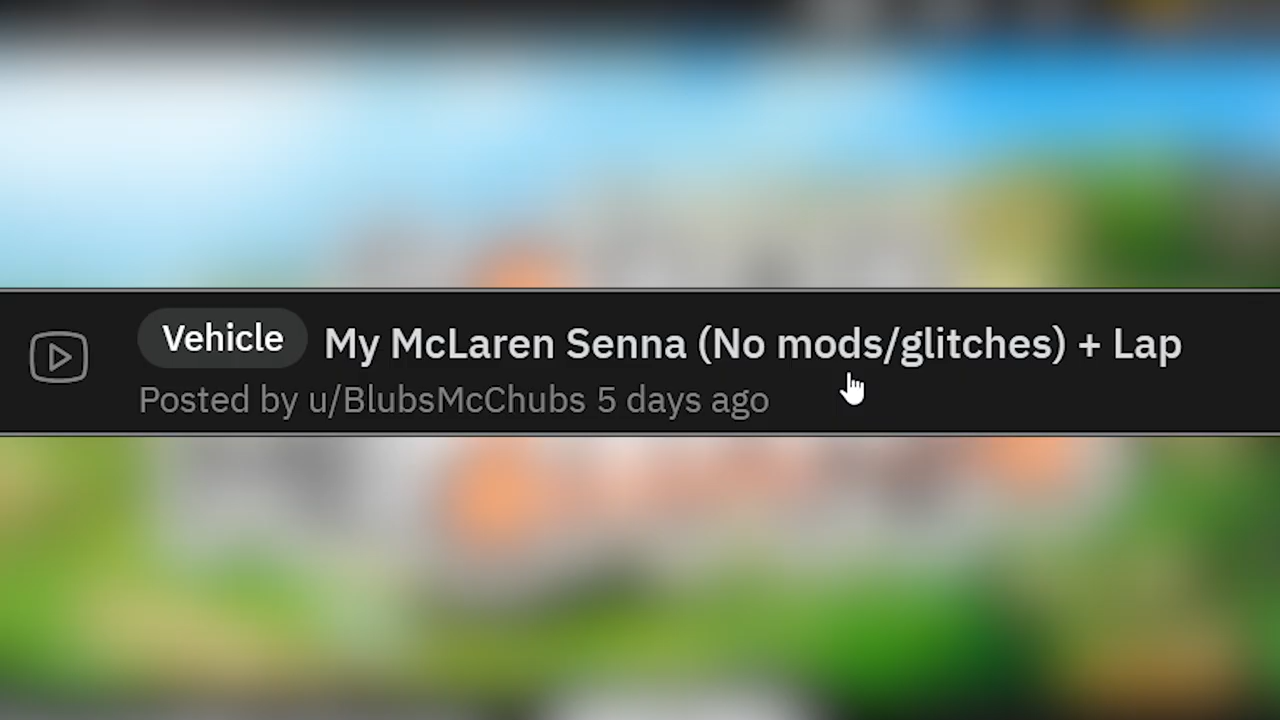 Vehicle My McLaren Senna (No mods/glitches) + Lap
Posted by u/BlubsMcChubs 5 days ago